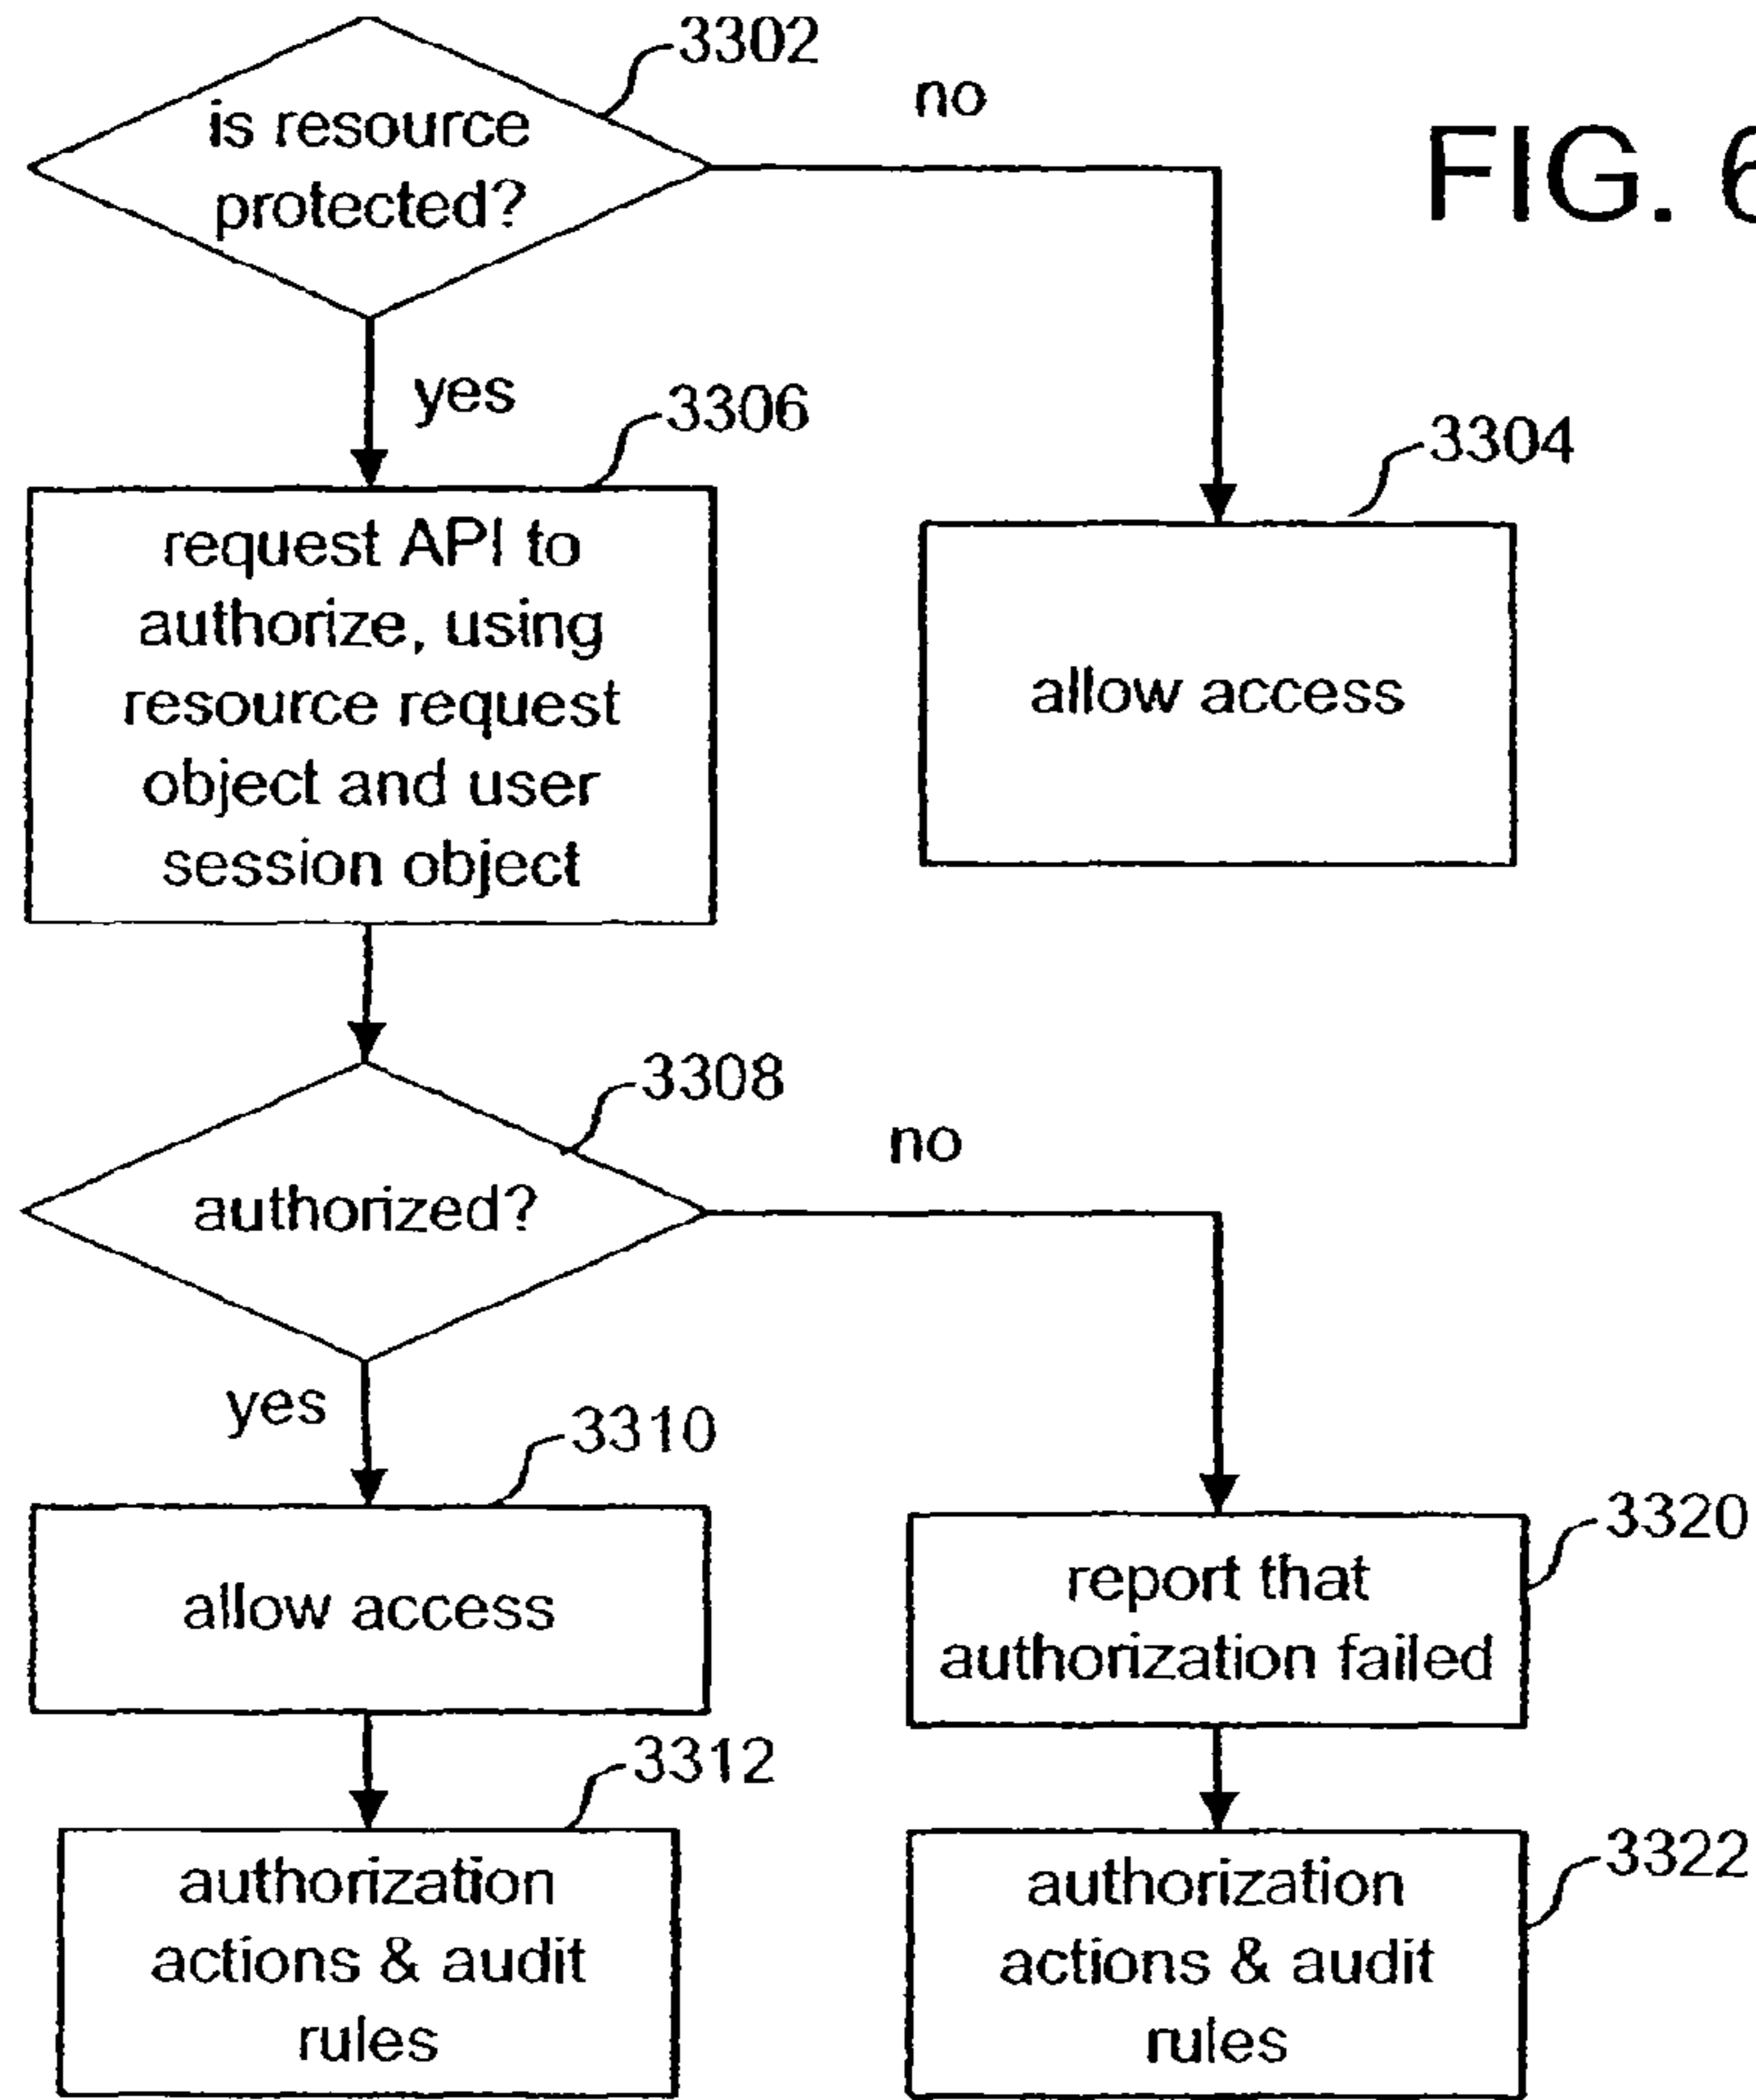 3302
no
is resource
protected?
FIG. 6
yes
3306
3304
request API to
authorize, using
resource request
object and user
session object
allow access
3308
no
authorized?
yes
3310
3320
allow access
report that
authorization failed
3312
3322
authorization
actions & audit
rules
authorization
actions & audit
rules